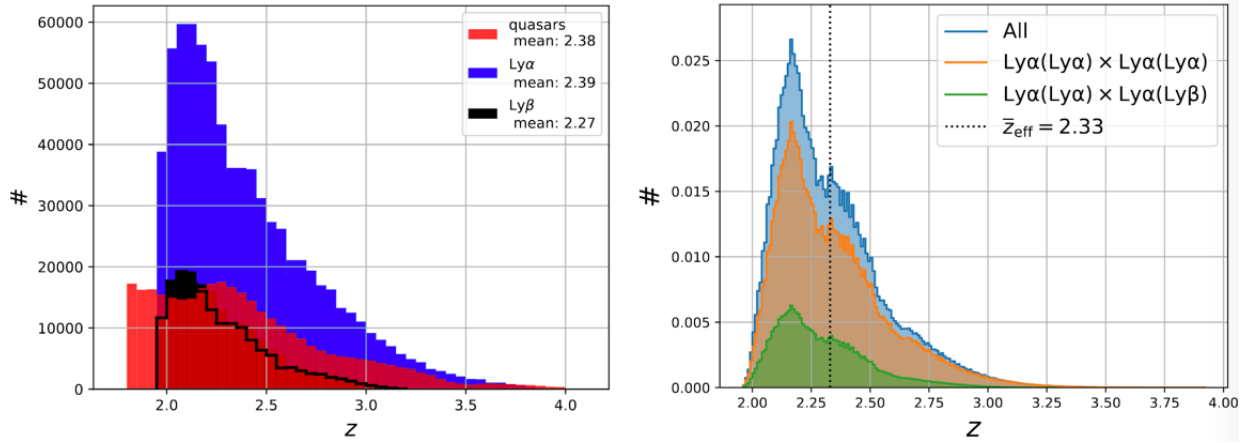 60000
50000
40000
30000
20000
10000
0
#
quasars
mean: 2.38
Lyα
mean: 2.39
Lyβ
mean: 2.27
2.0 2.5 3.0 3.5 4.0
z
0.025
0.020
0.015
0.010
0.005
0.000
#
All
Lyα(Lyα) × Lyα(Lyα)
Lyα(Lyα) × Lyα(Lyβ)
z̅eff = 2.33
2.00 2.25 2.50 2.75 3.00 3.25 3.50 3.75 4.00
z